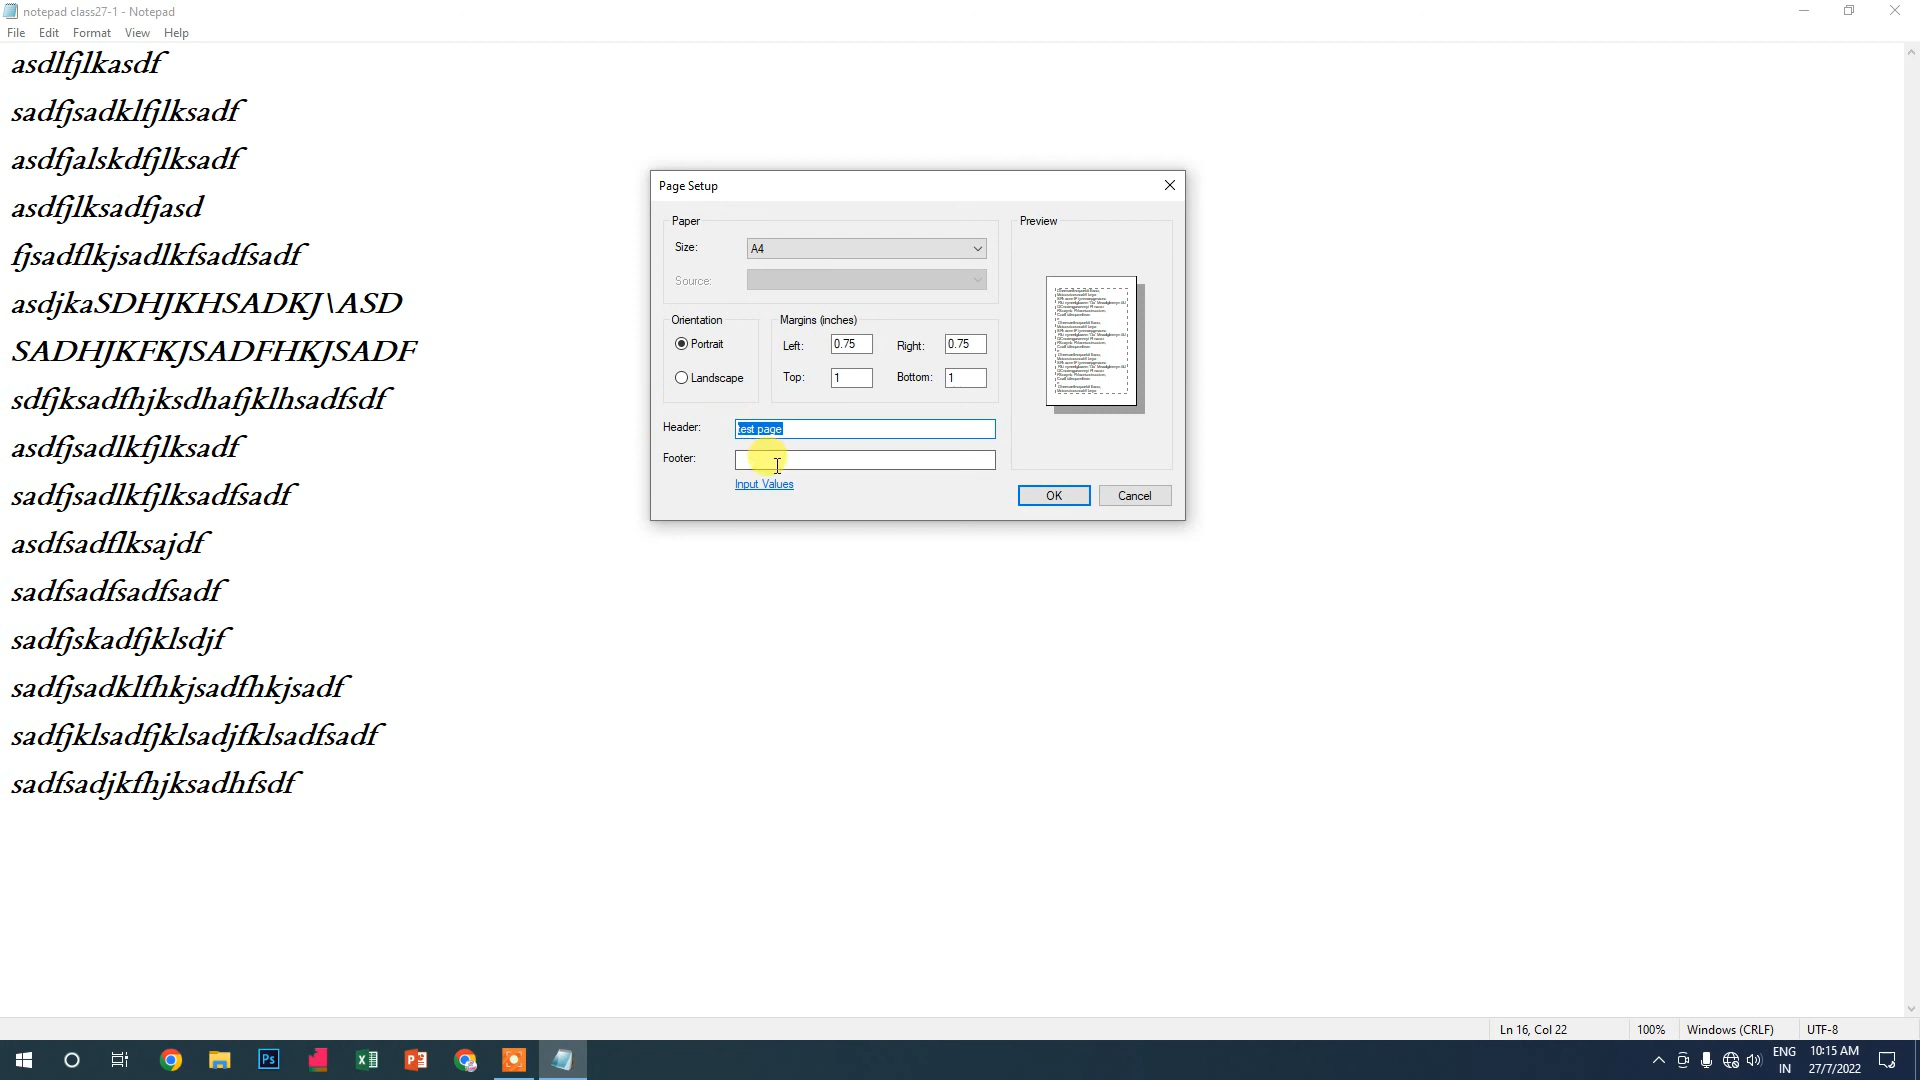 notepad class27-1 - Notepad
File Edit Format View Help
asdlfjlkasdf
sadfjsadklfjlksadf
asdfjalskdfjlksadf
asdfjlksadfjasd
fjsadflkjsadlkfsadfsadf
asdjkaSDHJKHSADKJ\ASD
SADHJKFKJSADFHKJSADF
sdfjksadfhjksdhafjklhsadfsdf
asdfjsadlkfjlksadf
sadfjsadlkfjlksadfsadf
asdfsadflksajdf
sadfsadfsadfsadf
sadfjskadfjklsdjf
sadfjsadklfhkjsadfhkjsadf
sadfjklsadfjklsadjfklsadfsadf
sadfsadjkfhjksadhfsdf
Page Setup
Paper
Size: A4
Source:
Orientation
Portrait
Landscape
Margins (inches)
Left: 0.75 Right: 0.75
Top: 1 Bottom: 1
Header: test page
Footer:
Input Values
Preview
OK Cancel
Ln 16, Col 22 100% Windows (CRLF) UTF-8
Ps
ENG
IN
10:15 AM
27/7/2022